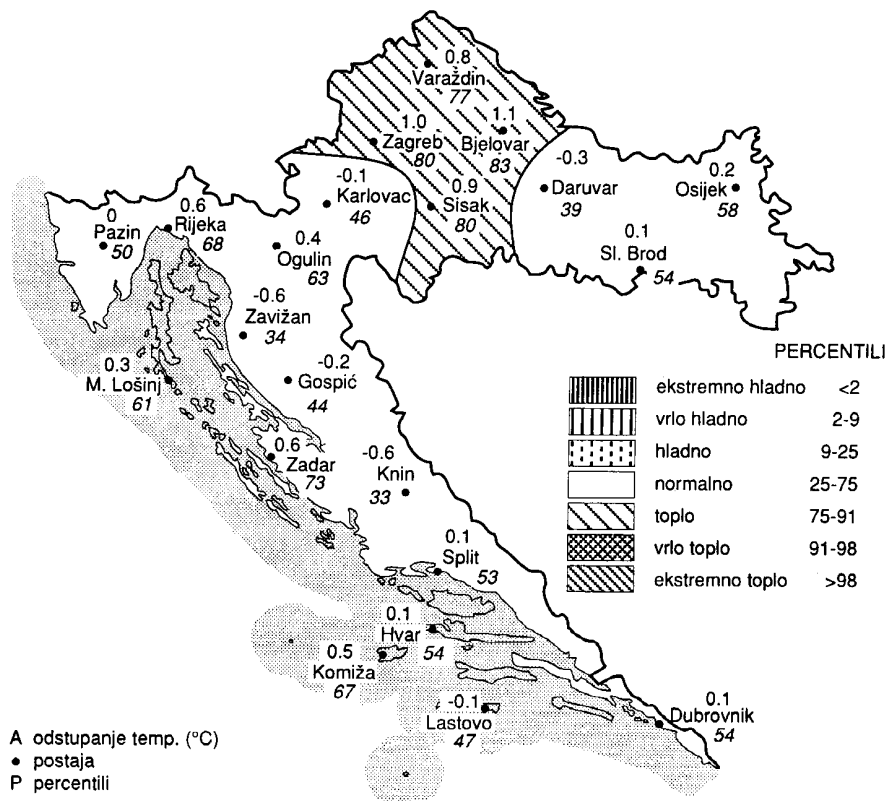 0.8
Varaždin
77
1.1
Bjelovar
83
1.0
Zagreb
80
-0.3
Daruvar
39
0.2
Osijek
58
-0.1
Karlovac
46
0.9
Sisak
80
0
Pazin
50
0.6
Rijeka
68
0.4
Ogulin
63
0.1
Sl. Brod
54
-0.6
Zavižan
34
0.3
M. Lošinj
61
-0.2
Gospić
44
0.6
Zadar
73
-0.6
Knin
33
0.1
Split
53
0.1
Hvar
54
0.5
Komiža
67
-0.1
Lastovo
47
0.1
Dubrovnik
54
PERCENTILI
ekstremno hladno <2
vrlo hladno 2-9
hladno 9-25
normalno 25-75
toplo 75-91
vrlo toplo 91-98
ekstremno toplo >98
A odstupanje temp. (°C)
● postaja
P percentili